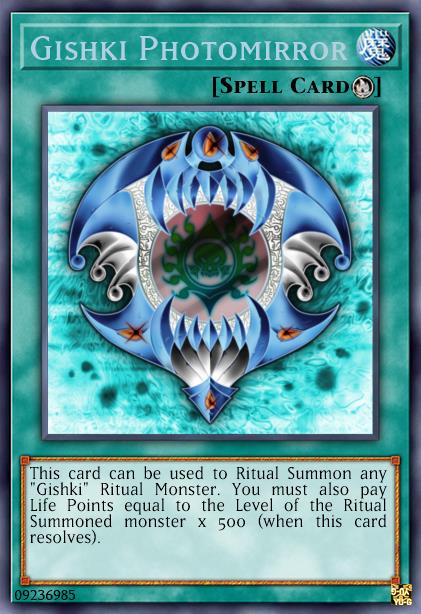 Gishki Photomirror
魔
[Spell Card]
This card can be used to Ritual Summon any
"Gishki" Ritual Monster. You must also pay
Life Points equal to the Level of the Ritual
Summoned monster x 500 (when this card
resolves).
09236985